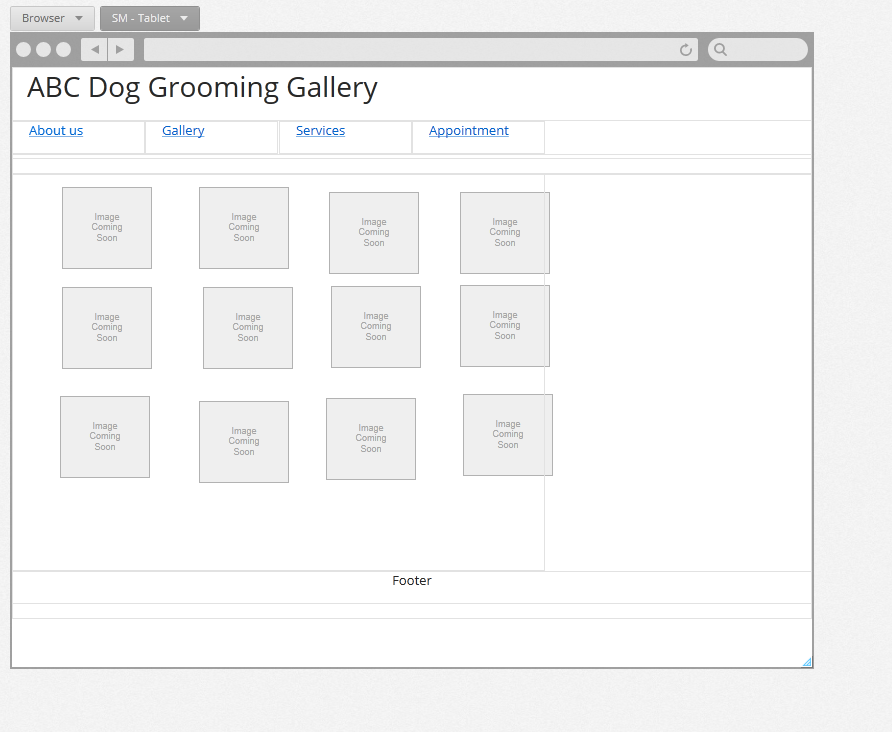 Browser
SM - Tablet
ABC Dog Grooming Gallery
About us
Gallery
Services
Appointment
Image
Coming
Soon
Image
Coming
Soon
Image
Coming
Soon
Image
Coming
Soon
Image
Coming
Soon
Image
Coming
Soon
Image
Coming
Soon
Image
Coming
Soon
Image
Coming
Soon
Image
Coming
Soon
Image
Coming
Soon
Image
Coming
Soon
Footer